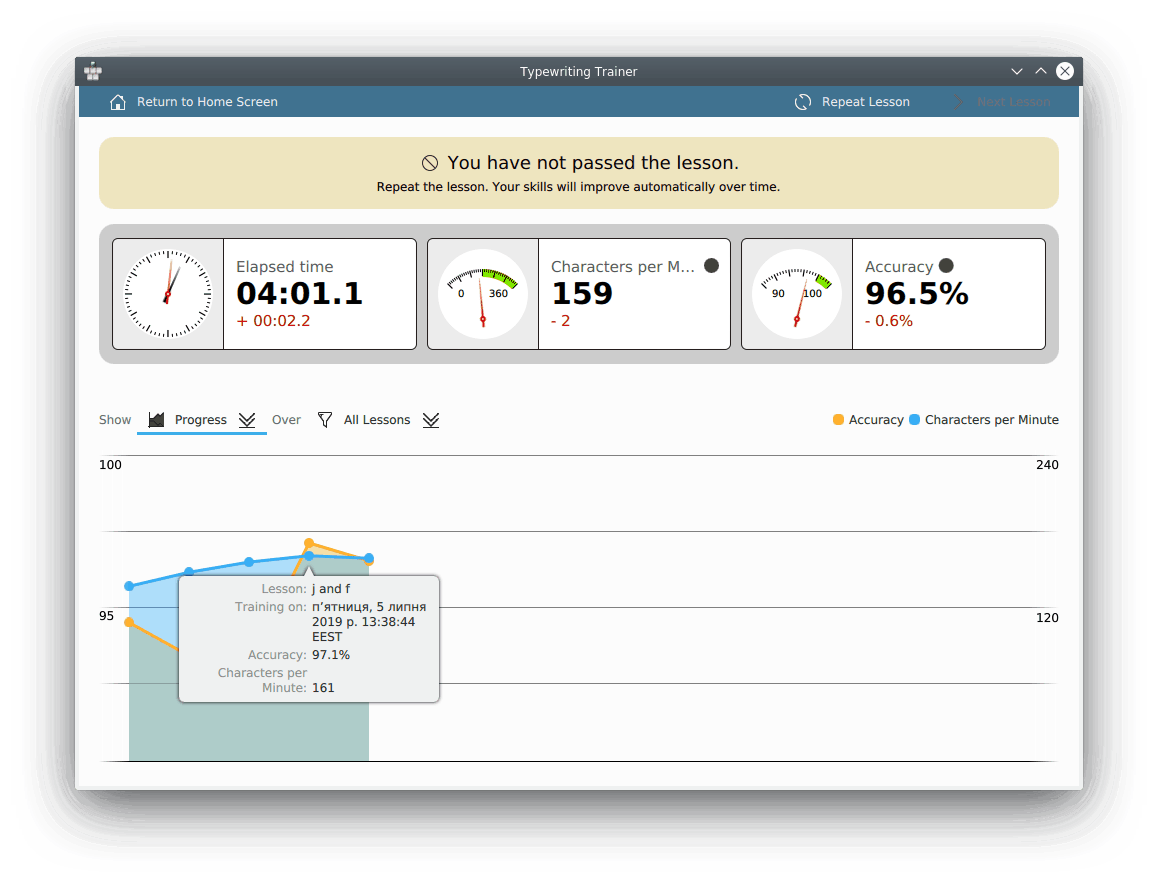 Typewriting Trainer
Return to Home Screen
Repeat Lesson
Next Lesson
You have not passed the lesson.
Repeat the lesson. Your skills will improve automatically over time.
Elapsed time
04:01.1
+ 00:02.2
0 360
Characters per M...
159
- 2
90 100
Accuracy
96.5%
- 0.6%
Show Progress Over All Lessons
Accuracy Characters per Minute
100
240
95
120
Lesson: j and f
Training on: п’ятниця, 5 липня
2019 р. 13:38:44
EEST
Accuracy: 97.1%
Characters per
Minute: 161